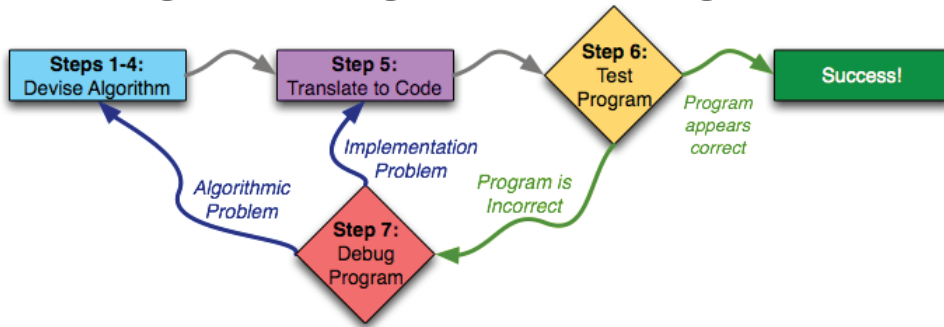 Steps 1-4:
Devise Algorithm
Step 5:
Translate to Code
Step 6:
Test
Program
Success!
Program
appears
correct
Implementation
Problem
Algorithmic
Problem
Program is
Incorrect
Step 7:
Debug
Program